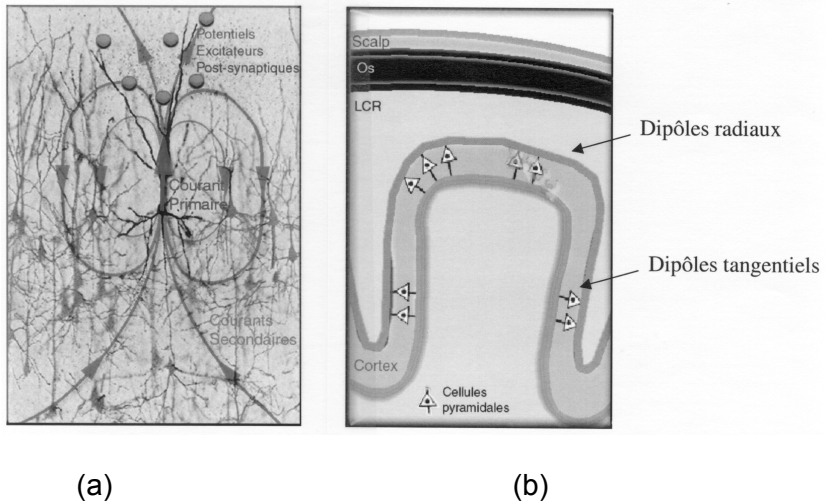 Potentiels
Excitateurs
Post-synaptiques
Courant
Primaire
Courants
Secondaires
(a)
Scalp
Os
LCR
Dipôles radiaux
Dipôles tangentiels
Cortex
Cellules
pyramidales
(b)